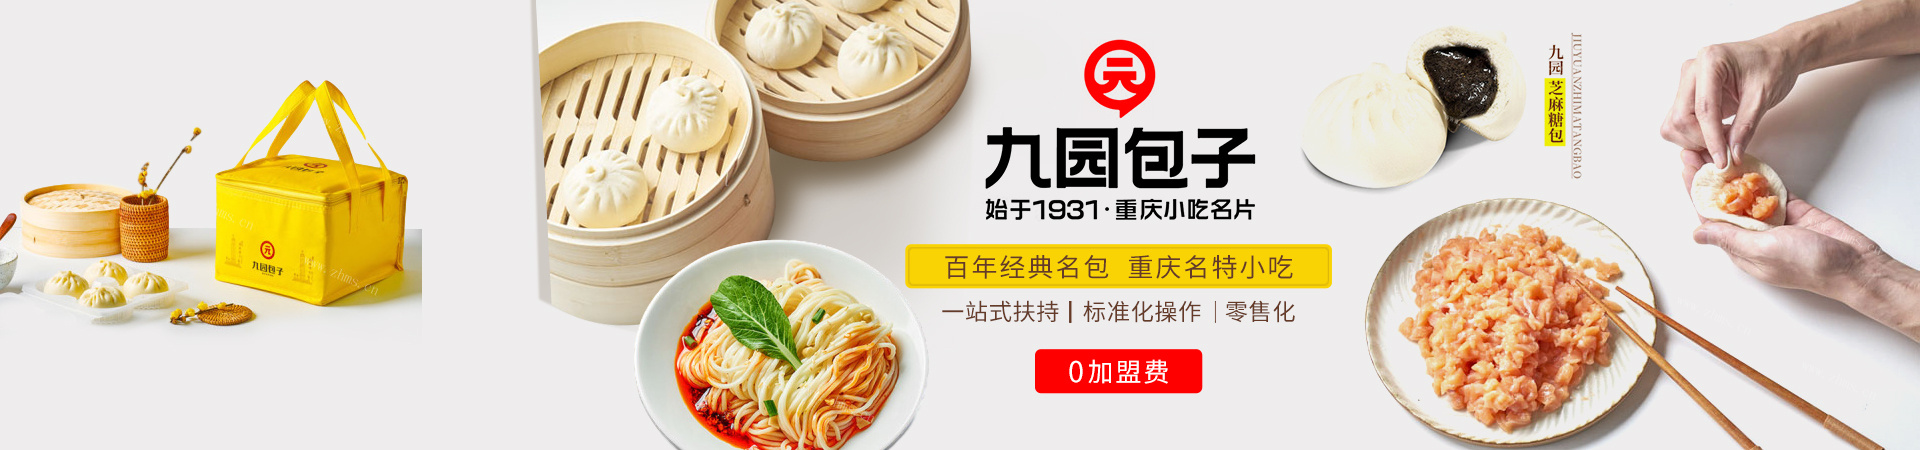 九园包子
九园包子
始于1931·重庆小吃名片
百年经典名包 重庆名特小吃
一站式扶持 | 标准化操作 | 零售化
0加盟费
九园芝麻糖包
JIUYUANZHIMATANGBAO